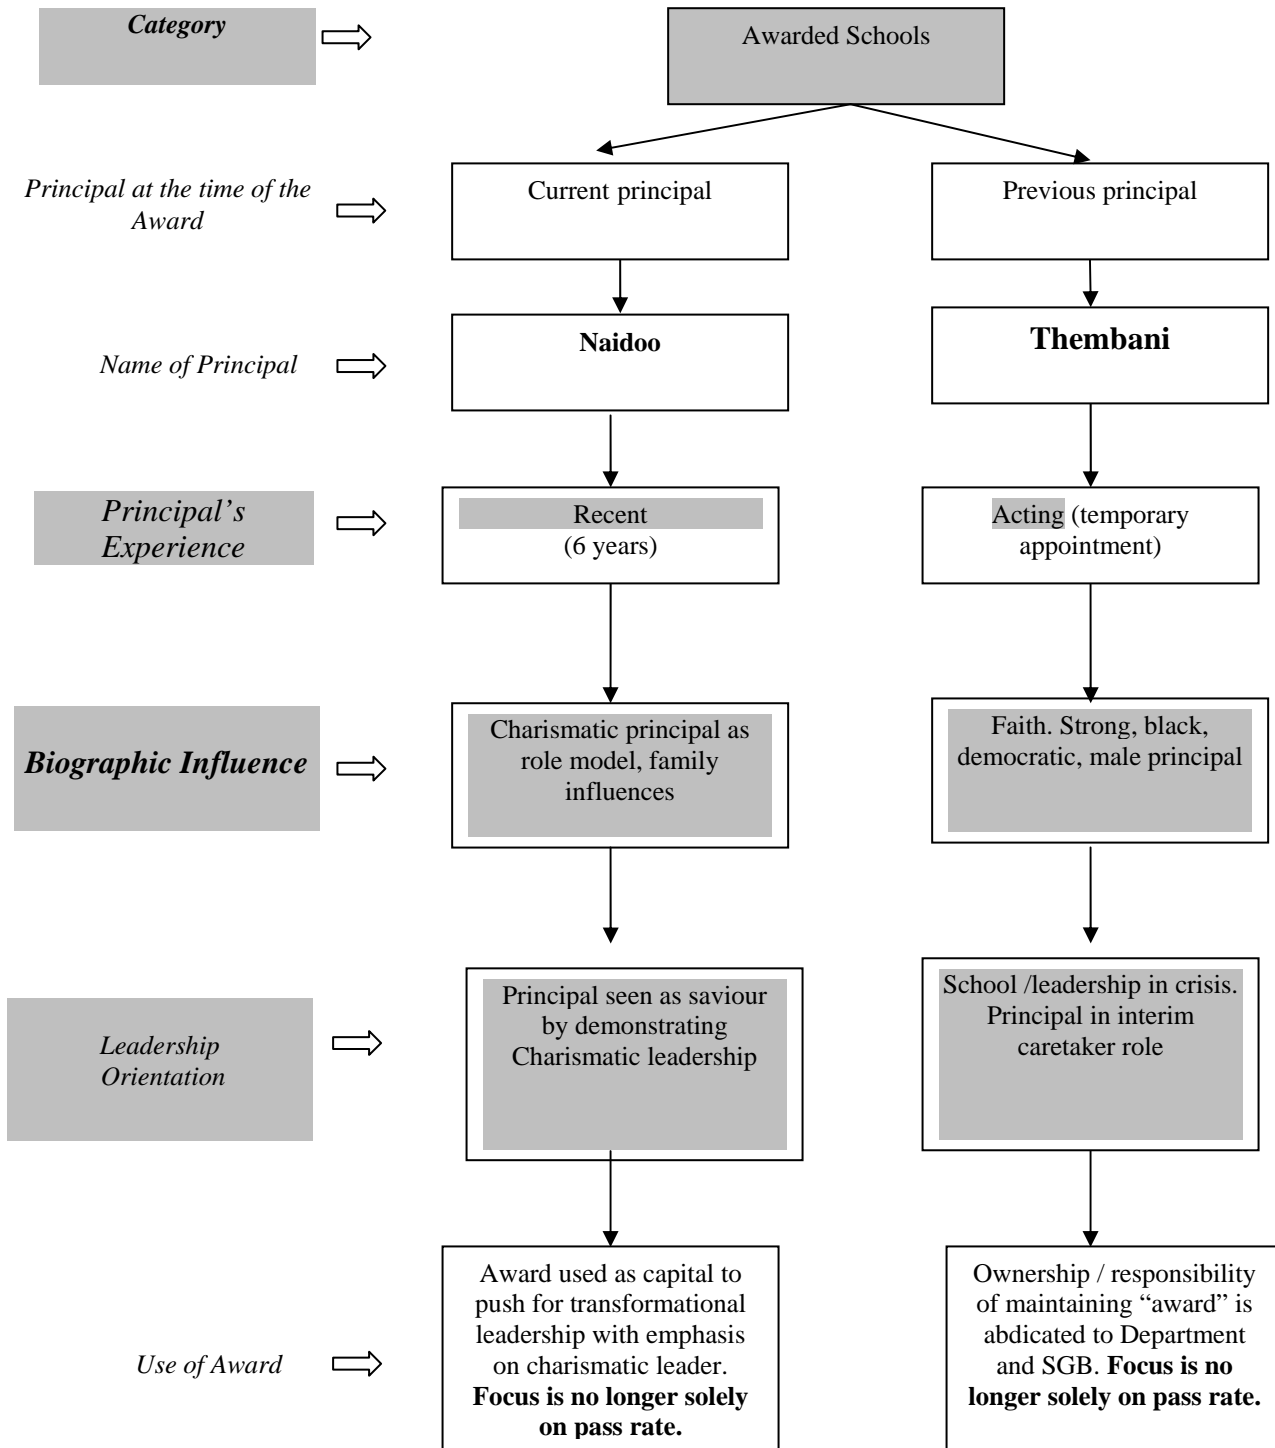 Category
Awarded Schools
Principal at the time of the
Award
Current principal
Previous principal
Name of Principal
Naidoo
Thembani
Principal's
Experience
Recent
(6 years)
Acting (temporary
appointment)
Biographic Influence
Charismatic principal as
role model, family
influences
Faith. Strong, black,
democratic, male principal
Leadership
Orientation
Principal seen as saviour
by demonstrating
Charismatic leadership
School /leadership in crisis.
Principal in interim
caretaker role
Use of Award
Award used as capital to
push for transformational
leadership with emphasis
on charismatic leader.
Focus is no longer solely
on pass rate.
Ownership / responsibility
of maintaining “award” is
abdicated to Department
and SGB. Focus is no
longer solely on pass rate.